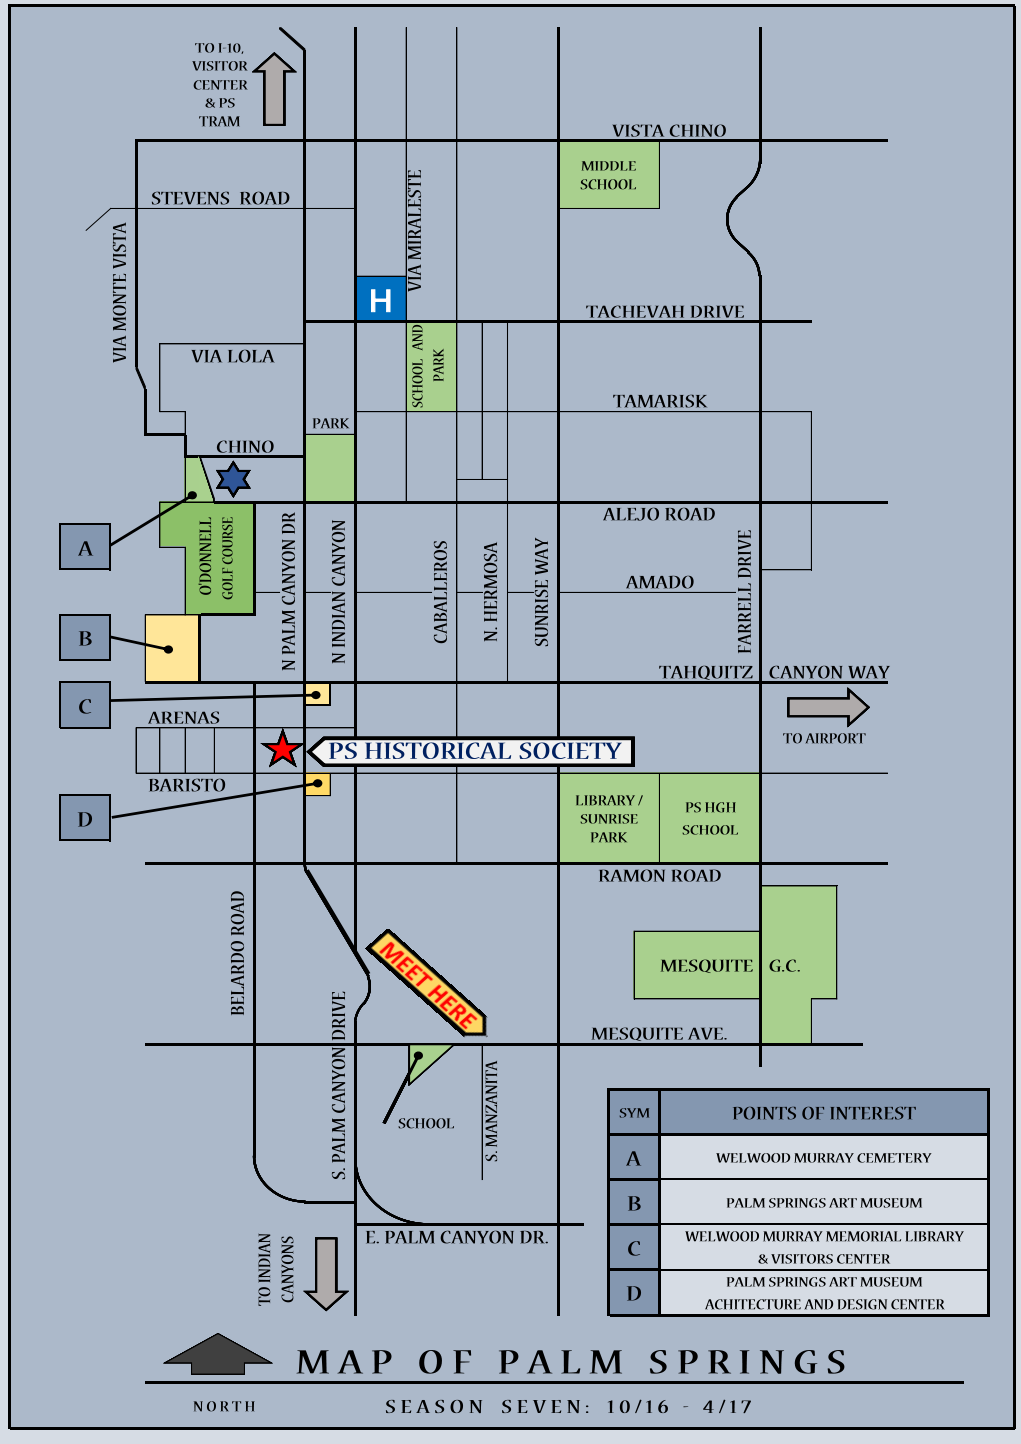 TO I-10,
VISITOR
CENTER
& PS
TRAM
VISTA CHINO
MIDDLE
SCHOOL
STEVENS ROAD
VIA MIRALESTE
VIA MONTE VISTA
H
TACHEVAH DRIVE
VIA LOLA
SCHOOL AND
PARK
TAMARISK
PARK
CHINO
ALEJO ROAD
A
O'DONNELL
GOLF COURSE
N PALM CANYON DR
N INDIAN CANYON
CABALLEROS
N. HERMOSA
SUNRISE WAY
AMADO
FARRELL DRIVE
B
TAHQUITZ CANYON WAY
C
ARENAS
TO AIRPORT
PS HISTORICAL SOCIETY
BARISTO
D
LIBRARY /
SUNRISE
PARK
PS HGH
SCHOOL
RAMON ROAD
BELARDO ROAD
MEET HERE
MESQUITE G.C.
S. PALM CANYON DRIVE
MESQUITE AVE.
SCHOOL
S. MANZANITA
E. PALM CANYON DR.
TO INDIAN
CANYONS
SYM POINTS OF INTEREST
A WELWOOD MURRAY CEMETERY
B PALM SPRINGS ART MUSEUM
C WELWOOD MURRAY MEMORIAL LIBRARY
& VISITORS CENTER
D PALM SPRINGS ART MUSEUM
ACHITECTURE AND DESIGN CENTER
MAP OF PALM SPRINGS
NORTH
SEASON SEVEN: 10/16 - 4/17